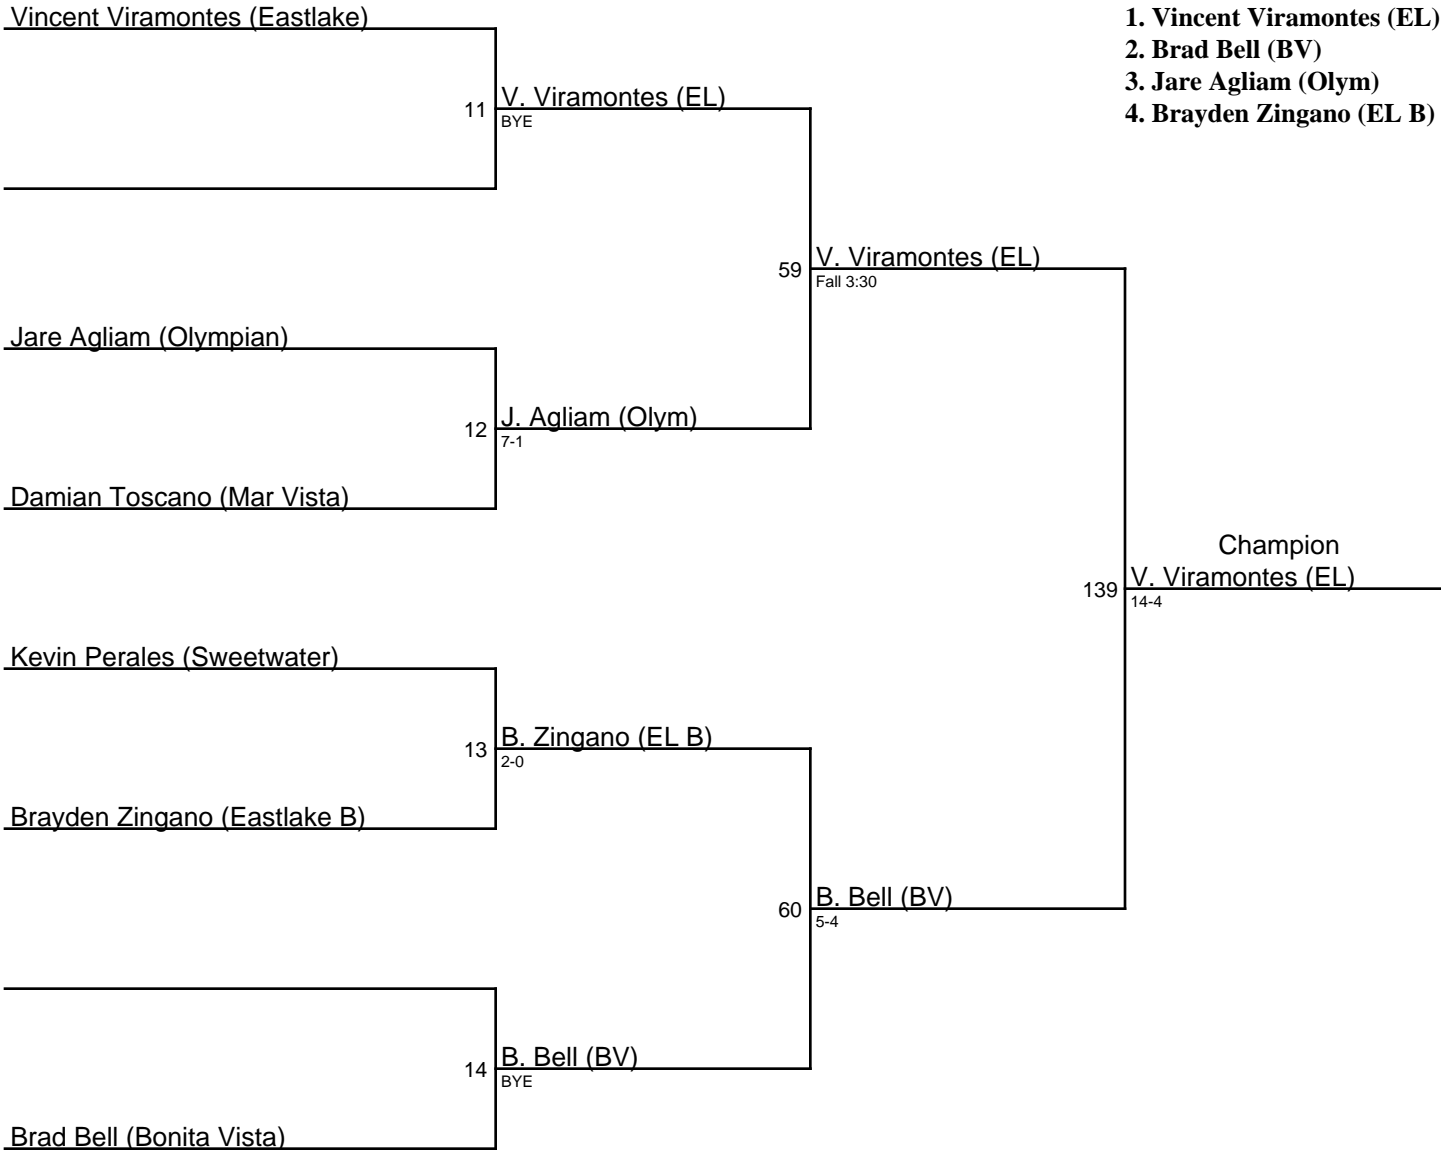 Vincent Viramontes (Eastlake)
1. Vincent Viramontes (EL)
2. Brad Bell (BV)
3. Jare Agliam (Olym)
4. Brayden Zingano (EL B)
11
V. Viramontes (EL)
BYE
59
V. Viramontes (EL)
Fall 3:30
Jare Agliam (Olympian)
12
J. Agliam (Olym)
7-1
Damian Toscano (Mar Vista)
Champion
139
V. Viramontes (EL)
14-4
Kevin Perales (Sweetwater)
13
B. Zingano (EL B)
2-0
Brayden Zingano (Eastlake B)
60
B. Bell (BV)
5-4
14
B. Bell (BV)
BYE
Brad Bell (Bonita Vista)